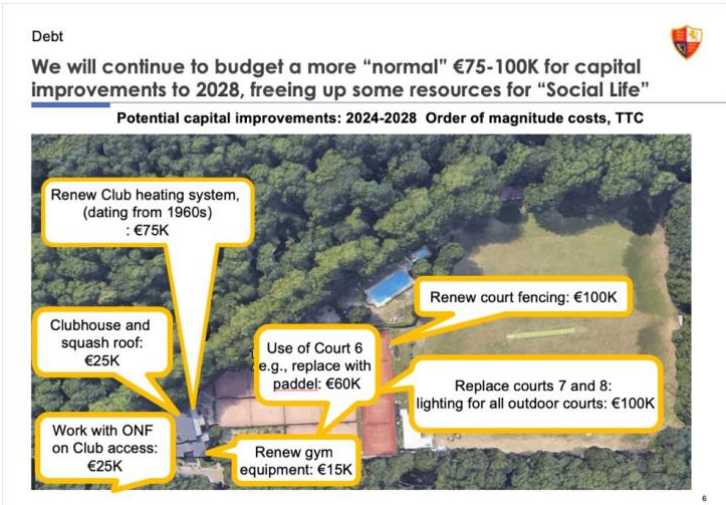 Debt
We will continue to budget a more “normal” €75-100K for capital
improvements to 2028, freeing up some resources for “Social Life”
Potential capital improvements: 2024-2028 Order of magnitude costs, TTC
Renew Club heating system,
(dating from 1960s)
: €75K
Renew court fencing: €100K
Clubhouse and
squash roof:
€25K
Use of Court 6
e.g., replace with
paddel: €60K
Replace courts 7 and 8:
lighting for all outdoor courts: €100K
Work with ONF
on Club access:
€25K
Renew gym
equipment: €15K
6